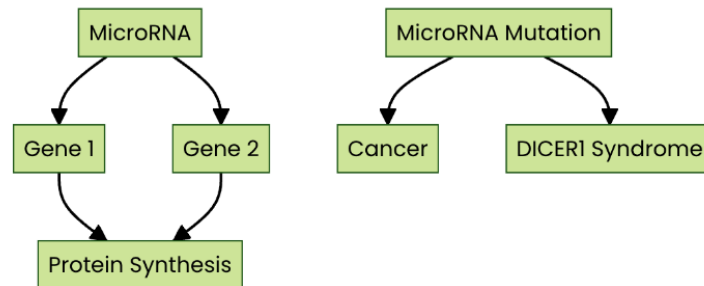 MicroRNA
MicroRNA Mutation
Gene 1
Gene 2
Cancer
DICER1 Syndrome
Protein Synthesis